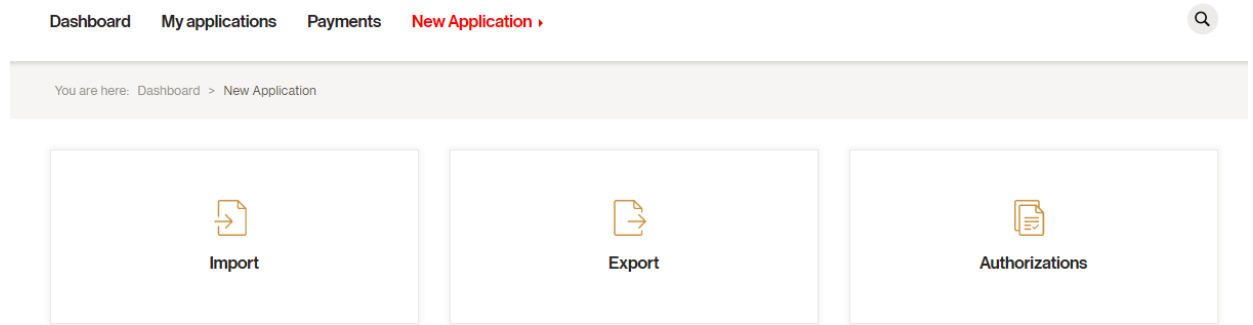 Dashboard My applications Payments New Application
You are here: Dashboard > New Application
Import Export Authorizations